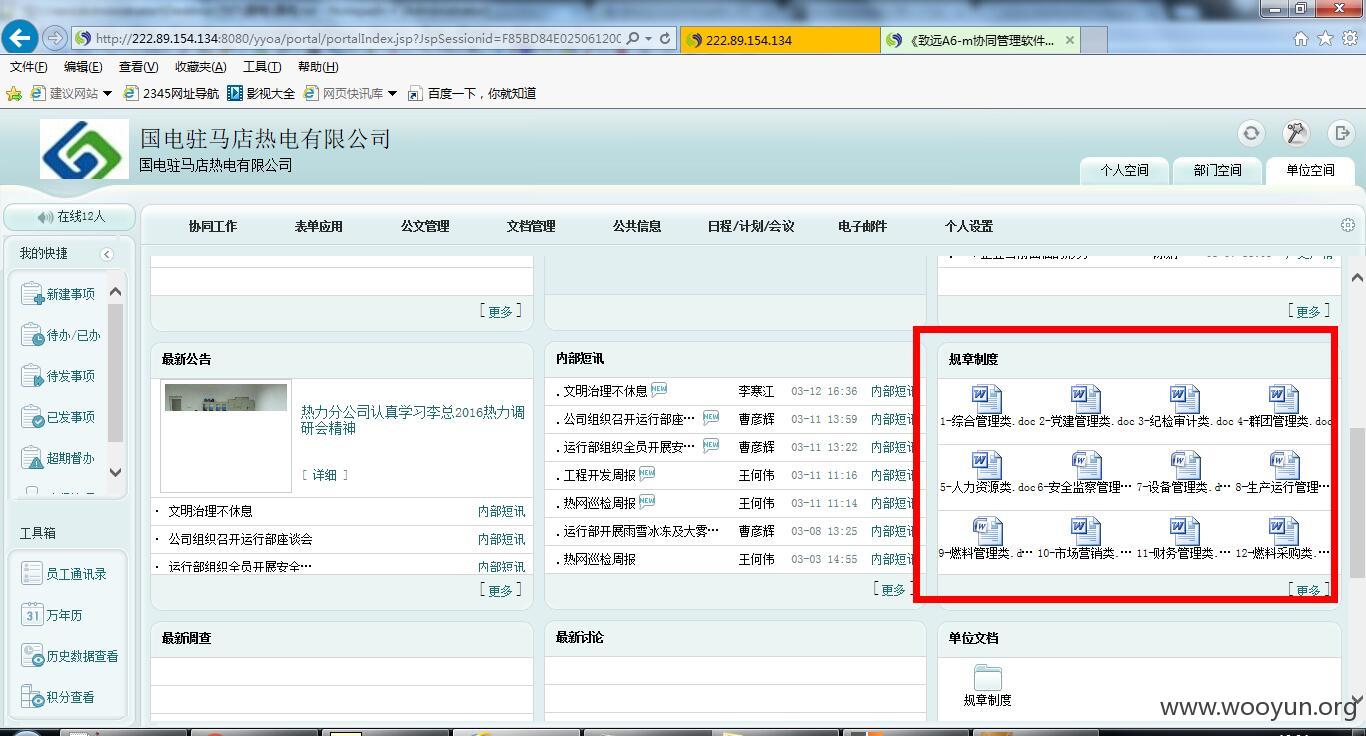 http://222.89.154.134:8080/yyoa/portal/portalIndex.jsp?JspSessionid=F85BD84E02506120C
222.89.154.134
《致远A6-m协同管理软件...
文件(F) 编辑(E) 查看(V) 收藏夹(A) 工具(T) 帮助(H)
建议网站 2345网址导航 影视大全 网页快讯库 百度一下，你就知道
国电驻马店热电有限公司
国电驻马店热电有限公司
个人空间 部门空间 单位空间
在线12人
协同工作 表单应用 公文管理 文档管理 公共信息 日程/计划/会议 电子邮件 个人设置
我的快捷
新建事项
待办/已办
待发事项
已发事项
超期督办
工具箱
员工通讯录
万年历
历史数据查看
积分查看
[更多]
[更多]
最新公告
热力分公司认真学习李总2016热力调
研会精神
[ 详细 ]
· 文明治理不休息 内部短讯
· 公司组织召开运行部座谈会 内部短讯
· 运行部组织全员开展安全… 内部短讯
[更多]
内部短讯
. 文明治理不休息 NEW 李寒江 03-12 16:36 内部短讯
. 公司组织召开运行部座… NEW 曹彦辉 03-11 13:59 内部短讯
. 运行部组织全员开展安… NEW 曹彦辉 03-11 13:22 内部短讯
. 工程开发周报 NEW 王何伟 03-11 11:16 内部短讯
. 热网巡检周报 NEW 王何伟 03-11 11:14 内部短讯
. 运行部开展雨雪冰冻及大雾… 曹彦辉 03-08 13:25 内部短讯
. 热网巡检周报 王何伟 03-03 14:55 内部短讯
[更多]
规章制度
1-综合管理类.doc 2-党建管理类.doc 3-纪检审计类.doc 4-群团管理类.doc
5-人力资源类.doc 6-安全监察管理… 7-设备管理类.d… 8-生产运行管理…
9-燃料管理类.d… 10-市场营销类.… 11-财务管理类.… 12-燃料采购类.…
[更多]
最新调查
最新讨论
单位文档
规章制度
www.wooyun.org